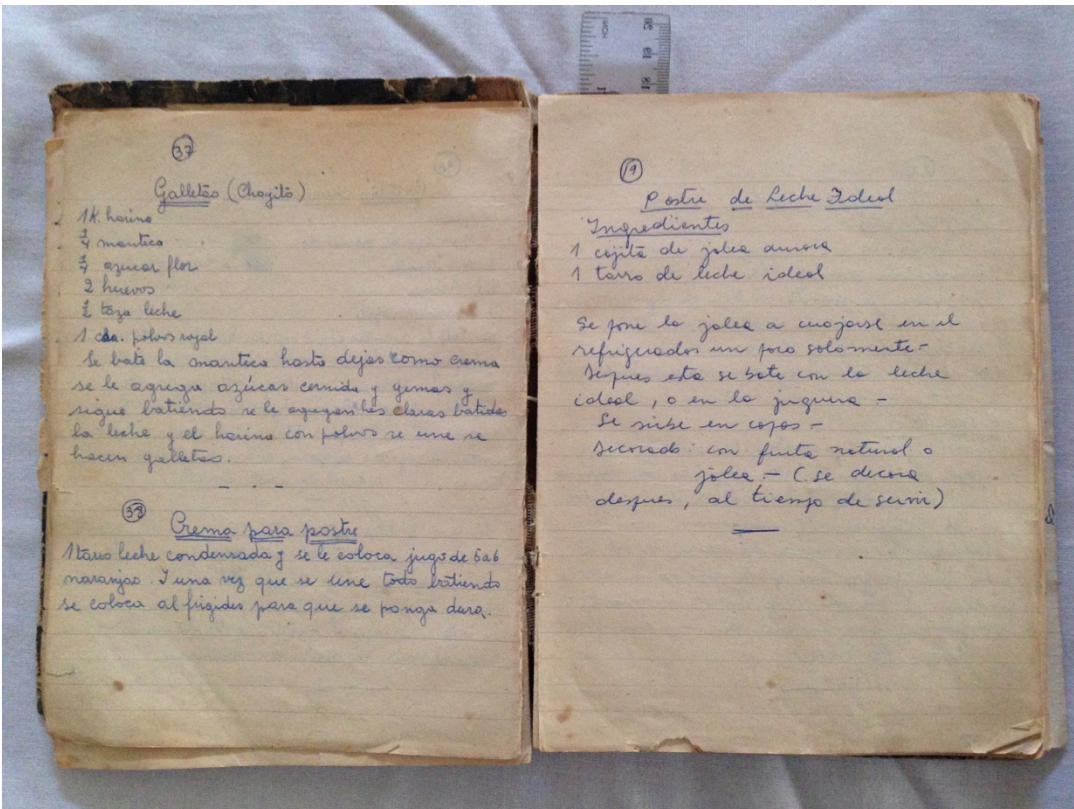 37
Galletas (Chagito)
1 K. harina
manteca
azucar flor
2 huevos
1/2 taza leche
1 cda. polvos royal
Se bate la manteca hasta dejar como crema
se le agrega azúcar cernida y yemas y
sigue batiendo se le agregan las claras batidas
la leche y el harina con polvos se une se
hacen galletas.
38
Crema para postre
1 tarro leche condensada y se le coloca jugo de 5 a 6
naranjas. Y una vez que se une todo batiendo
se coloca al frigider para que se ponga dura.
19
Postre de Leche Ideal
Ingredientes
1 cajita de jalea aurora
1 tarro de leche ideal
Se pone la jalea a cuajarse en el
refrigerador un poco solamente -
Despues esta se bate con la leche
ideal, o en la juguera -
Se sirbe en copas -
Decorado: con fruta natural o
jalea - (se decora
despues, al tiempo de servir)